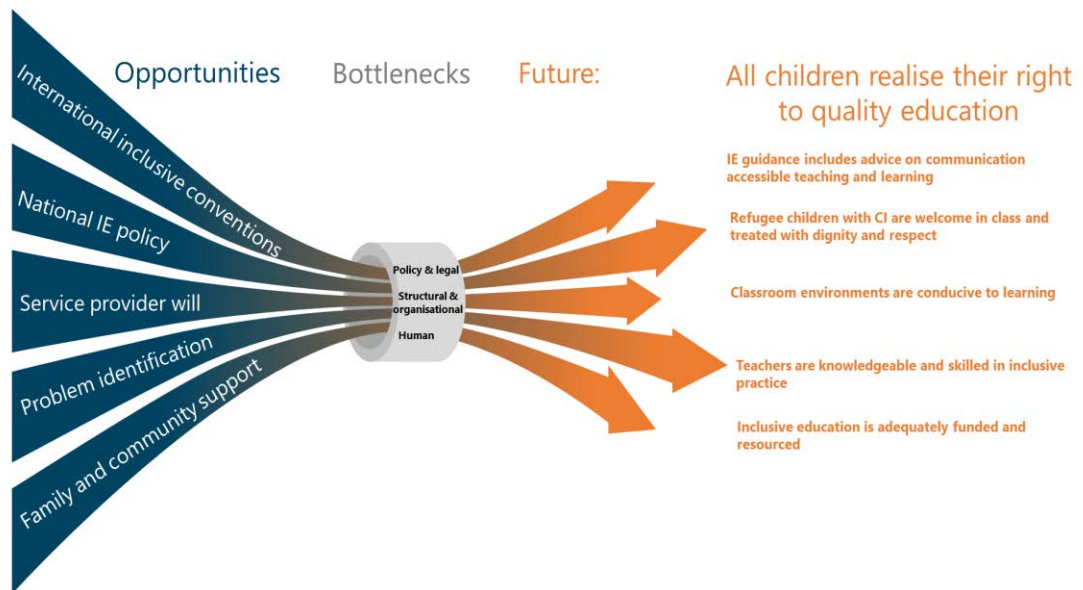 Opportunities
Bottlenecks
Future:
All children realise their right
to quality education
International inclusive conventions
National IE policy
Service provider will
Problem identification
Family and community support
Policy & legal
Structural &
organisational
Human
IE guidance includes advice on communication
accessible teaching and learning
Refugee children with CI are welcome in class and
treated with dignity and respect
Classroom environments are conducive to learning
Teachers are knowledgeable and skilled in inclusive
practice
Inclusive education is adequately funded and
resourced